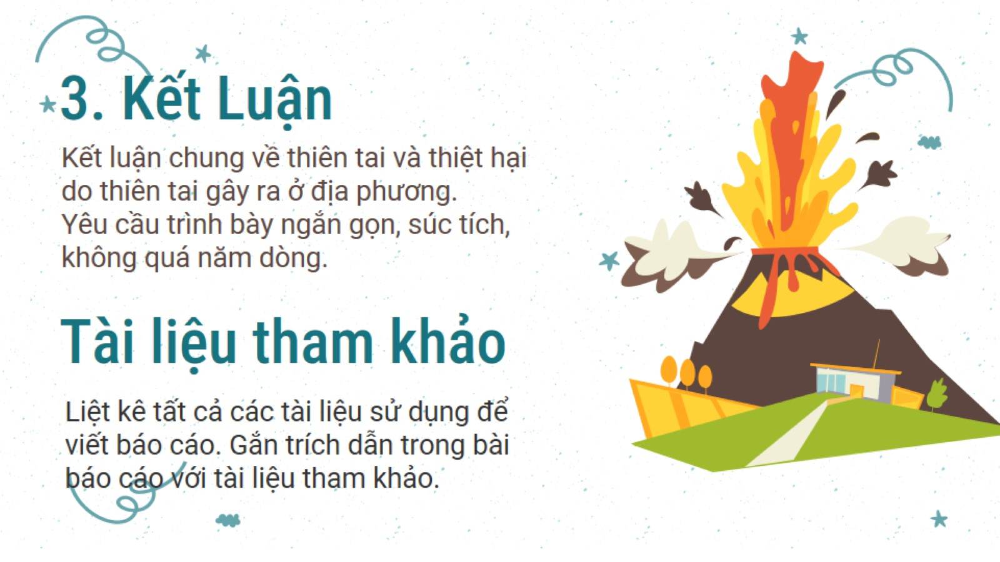 3. Kết Luận
Kết luận chung về thiên tai và thiệt hại
do thiên tai gây ra ở địa phương.
Yêu cầu trình bày ngắn gọn, súc tích,
không quá năm dòng.
Tài liệu tham khảo
Liệt kê tất cả các tài liệu sử dụng để
viết báo cáo. Gắn trích dẫn trong bài
báo cáo với tài liệu tham khảo.